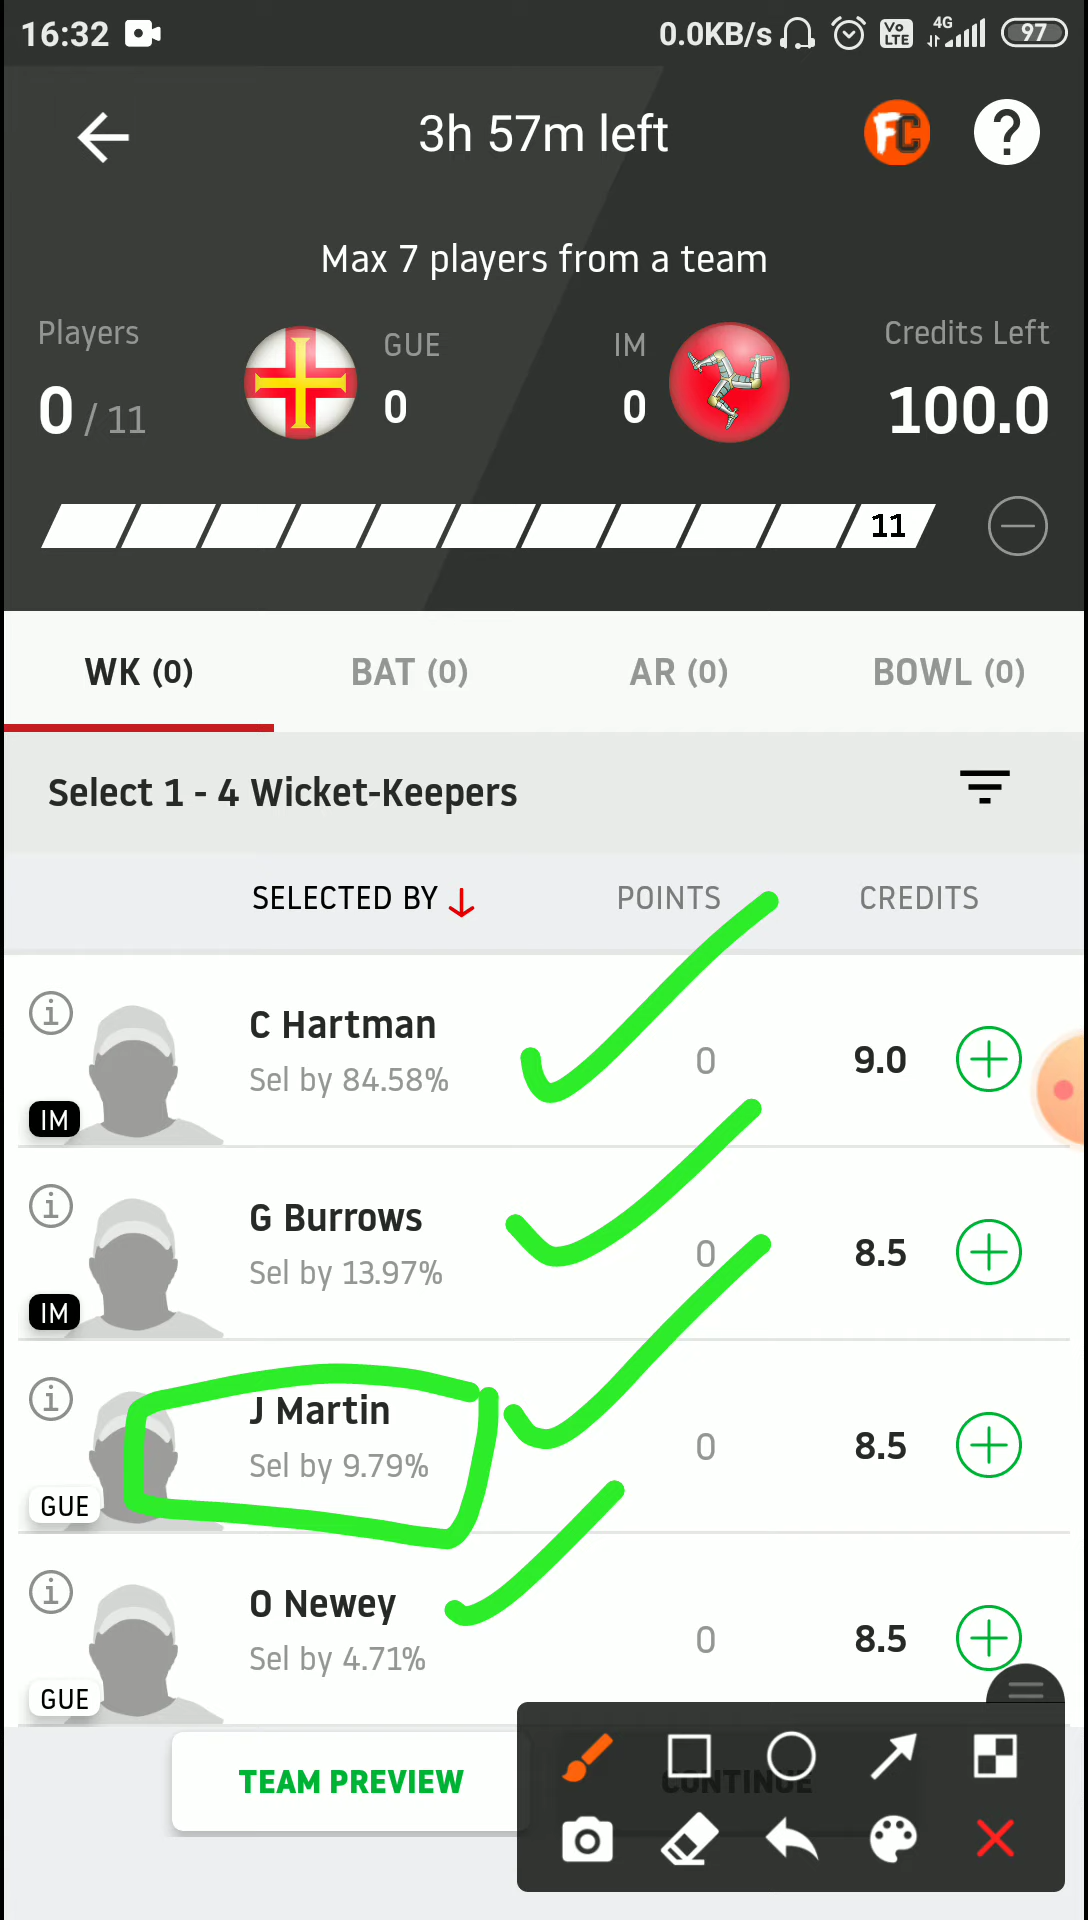 16:32
0.0KB/s
Vo LTE
4G
97
3h 57m left
FC
?
Max 7 players from a team
Players
GUE
IM
Credits Left
0 / 11
0
0
100.0
11
WK (0)
BAT (0)
AR (0)
BOWL (0)
Select 1 - 4 Wicket-Keepers
SELECTED BY
POINTS
CREDITS
i
C Hartman
Sel by 84.58%
0
9.0
IM
i
G Burrows
Sel by 13.97%
0
8.5
IM
i
J Martin
Sel by 9.79%
0
8.5
GUE
i
O Newey
Sel by 4.71%
0
8.5
GUE
TEAM PREVIEW
CONTINUE